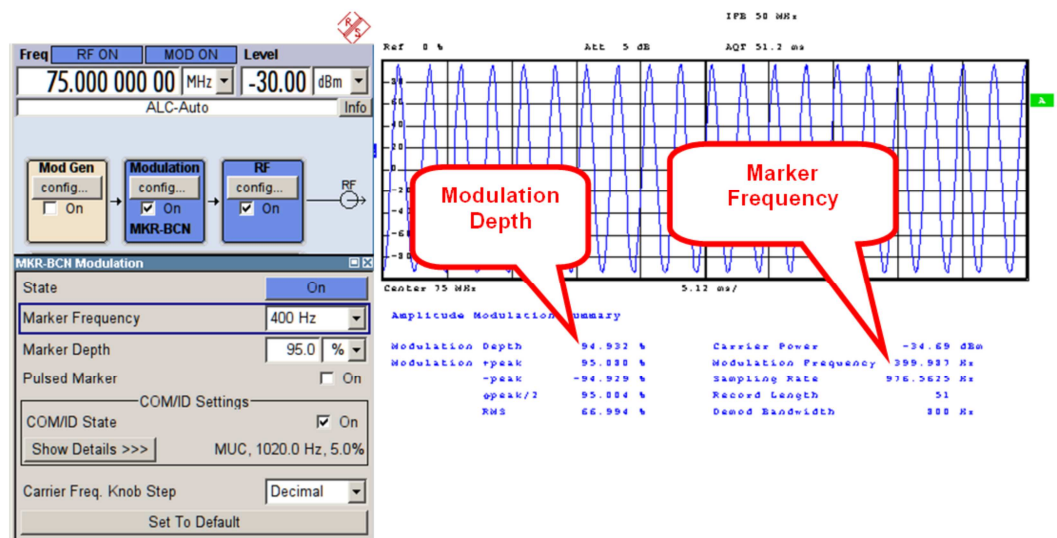 R S
Freq RF ON MOD ON Level
75.000 000 00 MHz -30.00 dBm
ALC-Auto Info
Mod Gen
config...
On
Modulation
config...
On
MKR-BCN
RF
config...
On
RF
MKR-BCN Modulation
State On
Marker Frequency 400 Hz
Marker Depth 95.0 %
Pulsed Marker On
COM/ID Settings
COM/ID State On
Show Details >>> MUC, 1020.0 Hz, 5.0%
Carrier Freq. Knob Step Decimal
Set To Default
IFB 50 MHz
Ref 0 % Att 5 dB AQT 51.2 ms
A
Modulation
Depth
Marker
Frequency
Center 75 MHz 5.12 ms/
Amplitude Modulation
Modulation Depth 94.932 % Carrier Power -34.69 dBm
Modulation +peak Modulation Frequency 399.987 Hz
-peak -94.929 % Sampling Rate 976.5625 Hz
95.004 % Record Length 51
RMS 66.994 % Demod Bandwidth 800 Hz